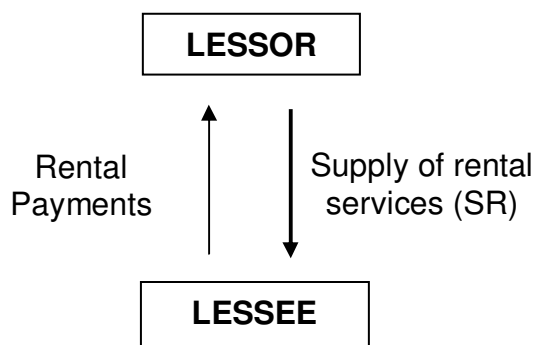 LESSOR
Rental
Payments
Supply of rental
services (SR)
LESSEE